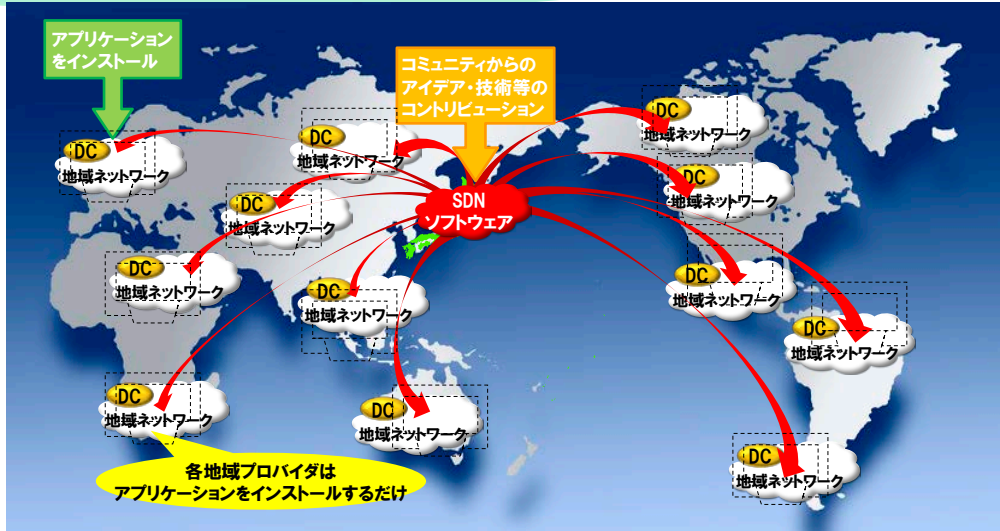 アプリケーション
をインストール
コミュニティからの
アイデア・技術等の
コントリビューション
DC
地域ネットワーク
DC
地域ネットワーク
DC
地域ネットワーク
DC
地域ネットワーク
DC
地域ネットワーク
SDN
ソフトウェア
DC
地域ネットワーク
DC
地域ネットワーク
DC
地域ネットワーク
DC
地域ネットワーク
DC
地域ネットワーク
DC
地域ネットワーク
DC
地域ネットワーク
各地域プロバイダは
アプリケーションをインストールするだけ